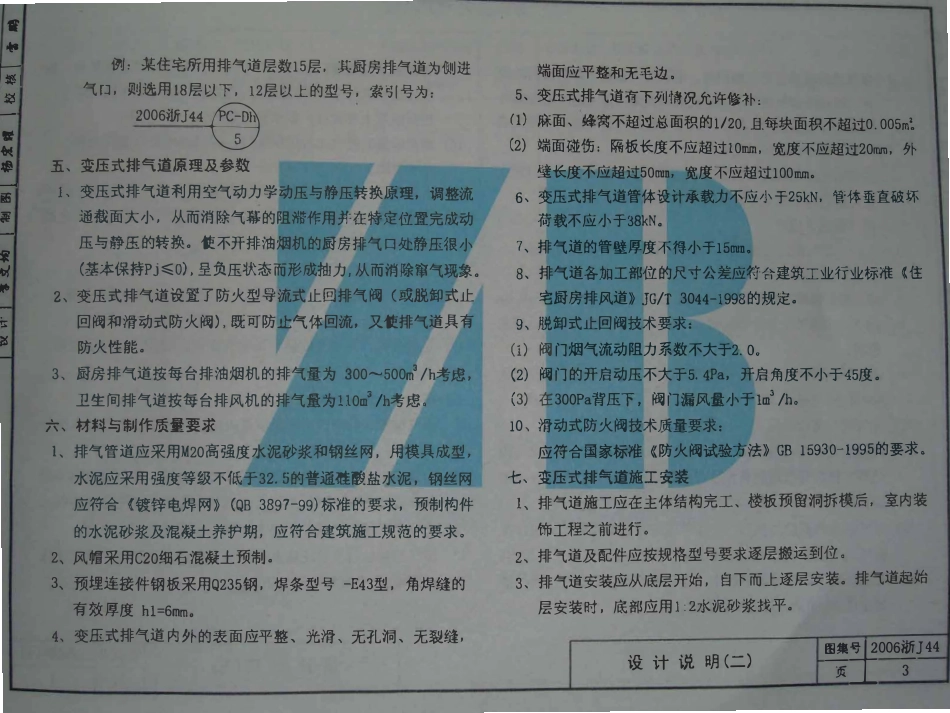 例：某住宅所用排气道层数15层，其厨房排气道为侧进
气口，则选用18层以下，12层以上的型号，索引号为：
2006浙J44 PC-Dh
5
五、变压式排气道原理及参数
1、变压式排气道利用空气动力学动压与静压转换原理，调整流
通截面大小，从而消除气幕的阻滞作用并在特定位置完成动
压与静压的转换。使不开排油烟机的厨房排气口处静压很小
(基本保持Pj≤0),呈负压状态而形成抽力,从而消除窜气现象。
2、变压式排气道设置了防火型导流式止回排气阀（或脱卸式止
回阀和滑动式防火阀),既可防止气体回流，又使排气道具有
防火性能。
3、厨房排气道按每台排油烟机的排气量为 300～500m³/h考虑，
卫生间排气道按每台排风机的排气量为110m³/h考虑。
六、材料与制作质量要求
1、排气管道应采用M20高强度水泥砂浆和钢丝网，用模具成型，
水泥应采用强度等级不低于32.5的普通硅酸盐水泥，钢丝网
应符合《镀锌电焊网》(QB 3897-99)标准的要求，预制构件
的水泥砂浆及混凝土养护期，应符合建筑施工规范的要求。
2、风帽采用C20细石混凝土预制。
3、预埋连接件钢板采用Q235钢，焊条型号 -E43型，角焊缝的
有效厚度 h1=6mm。
4、变压式排气道内外的表面应平整、光滑、无孔洞、无裂缝，
端面应平整和无毛边。
5、变压式排气道有下列情况允许修补：
(1) 麻面、蜂窝不超过总面积的1/20,且每块面积不超过0.005m²。
(2) 端面碰伤：隔板长度不应超过10mm，宽度不应超过20mm，外
壁长度不应超过50mm，宽度不应超过100mm。
6、变压式排气道管体设计承载力不应小于25kN，管体垂直破坏
荷载不应小于38kN。
7、排气道的管壁厚度不得小于15mm。
8、排气道各加工部位的尺寸公差应符合建筑工业行业标准《住
宅厨房排风道》JG/T 3044-1998的规定。
9、脱卸式止回阀技术要求：
(1) 阀门烟气流动阻力系数不大于2.0。
(2) 阀门的开启动压不大于5.4Pa，开启角度不小于45度。
(3) 在300Pa背压下，阀门漏风量小于1m³/h。
10、滑动式防火阀技术质量要求：
应符合国家标准《防火阀试验方法》GB 15930-1995的要求。
七、变压式排气道施工安装
1、排气道施工应在主体结构完工、楼板预留洞拆模后，室内装
饰工程之前进行。
2、排气道及配件应按规格型号要求逐层搬运到位。
3、排气道安装应从底层开始，自下而上逐层安装。排气道起始
层安装时，底部应用1:2水泥砂浆找平。
设计说明(二)
图集号 2006浙J44
页 3
校核
制图
设计